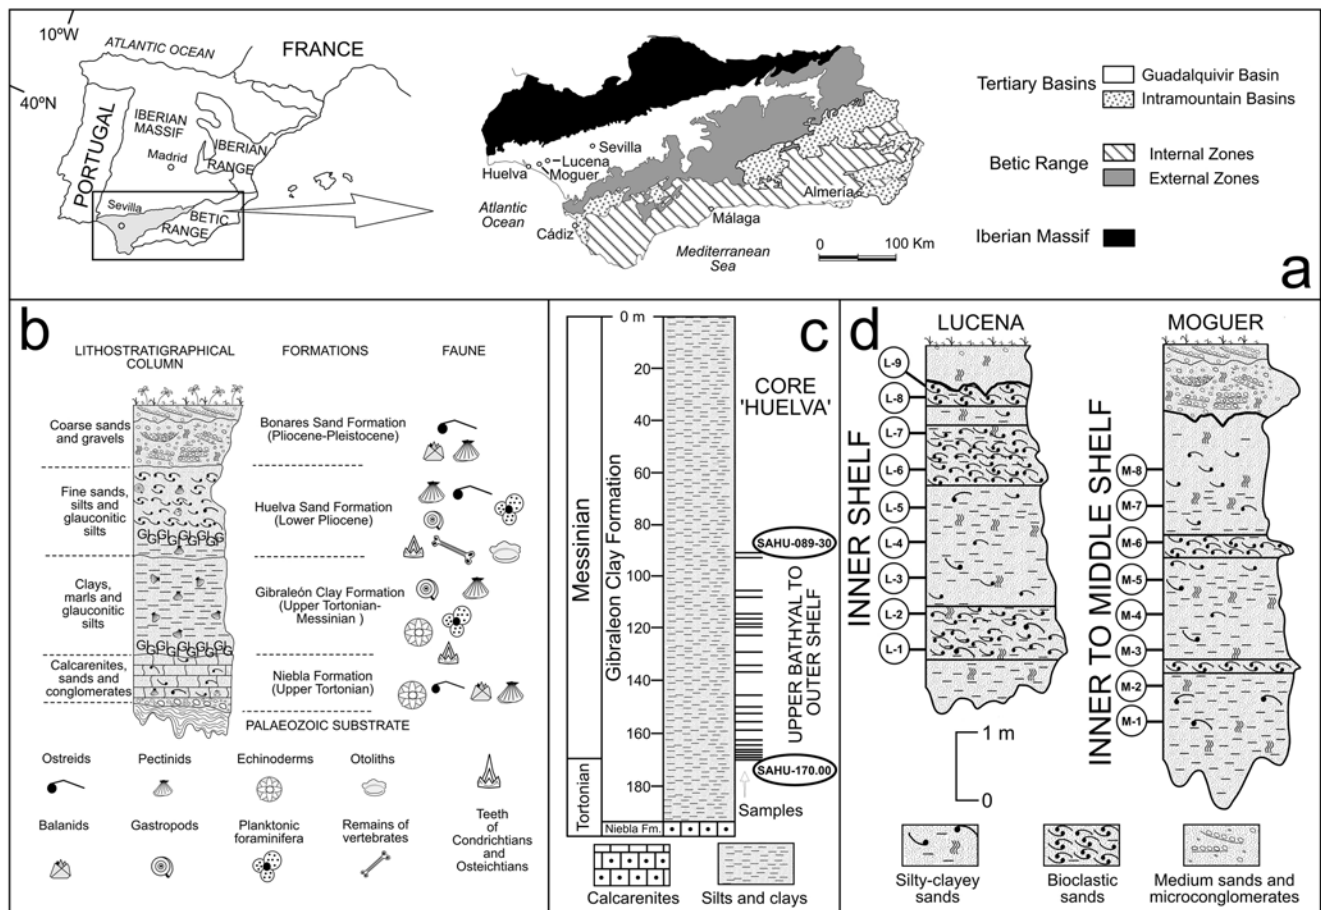 10ºW
ATLANTIC OCEAN
FRANCE
40ºN
IBERIAN
MASSIF
Madrid
IBERIAN
RANGE
PORTUGAL
Sevilla
BETIC
RANGE
Sevilla
Lucena
Huelva
Moguer
Atlantic
Ocean
Cádiz
Málaga
Almería
Mediterranean
Sea
0 100 Km
Tertiary Basins
Guadalquivir Basin
Intramountain Basins
Betic Range
Internal Zones
External Zones
Iberian Massif
a
b
LITHOSTRATIGRAPHICAL
COLUMN
FORMATIONS
FAUNE
Coarse sands
and gravels
Bonares Sand Formation
(Pliocene-Pleistocene)
Fine sands,
silts and
glauconitic
silts
Huelva Sand Formation
(Lower Pliocene)
GGGGGGGG
Clays,
marls and
glauconitic
silts
Gibraleón Clay Formation
(Upper Tortonian-
Messinian )
GGGGGGGG
Calcarenites,
sands and
conglomerates
Niebla Formation
(Upper Tortonian)
PALAEOZOIC SUBSTRATE
Ostreids
Pectinids
Echinoderms
Otoliths
Balanids
Gastropods
Planktonic
foraminifera
Remains of
vertebrates
Teeth
of
Condrichtians
and
Osteichtians
c
0 m
20
40
60
80
100
120
140
160
180
Messinian
Tortonian
Gibraleon Clay Formation
Niebla Fm.
CORE
'HUELVA'
SAHU-089-30
UPPER BATHYAL TO
OUTER SHELF
SAHU-170.00
Samples
Calcarenites
Silts and clays
d
LUCENA
MOGUER
INNER SHELF
L-9
L-8
L-7
L-6
L-5
L-4
L-3
L-2
L-1
INNER TO MIDDLE SHELF
M-8
M-7
M-6
M-5
M-4
M-3
M-2
M-1
1 m
0
Silty-clayey
sands
Bioclastic
sands
Medium sands and
microconglomerates